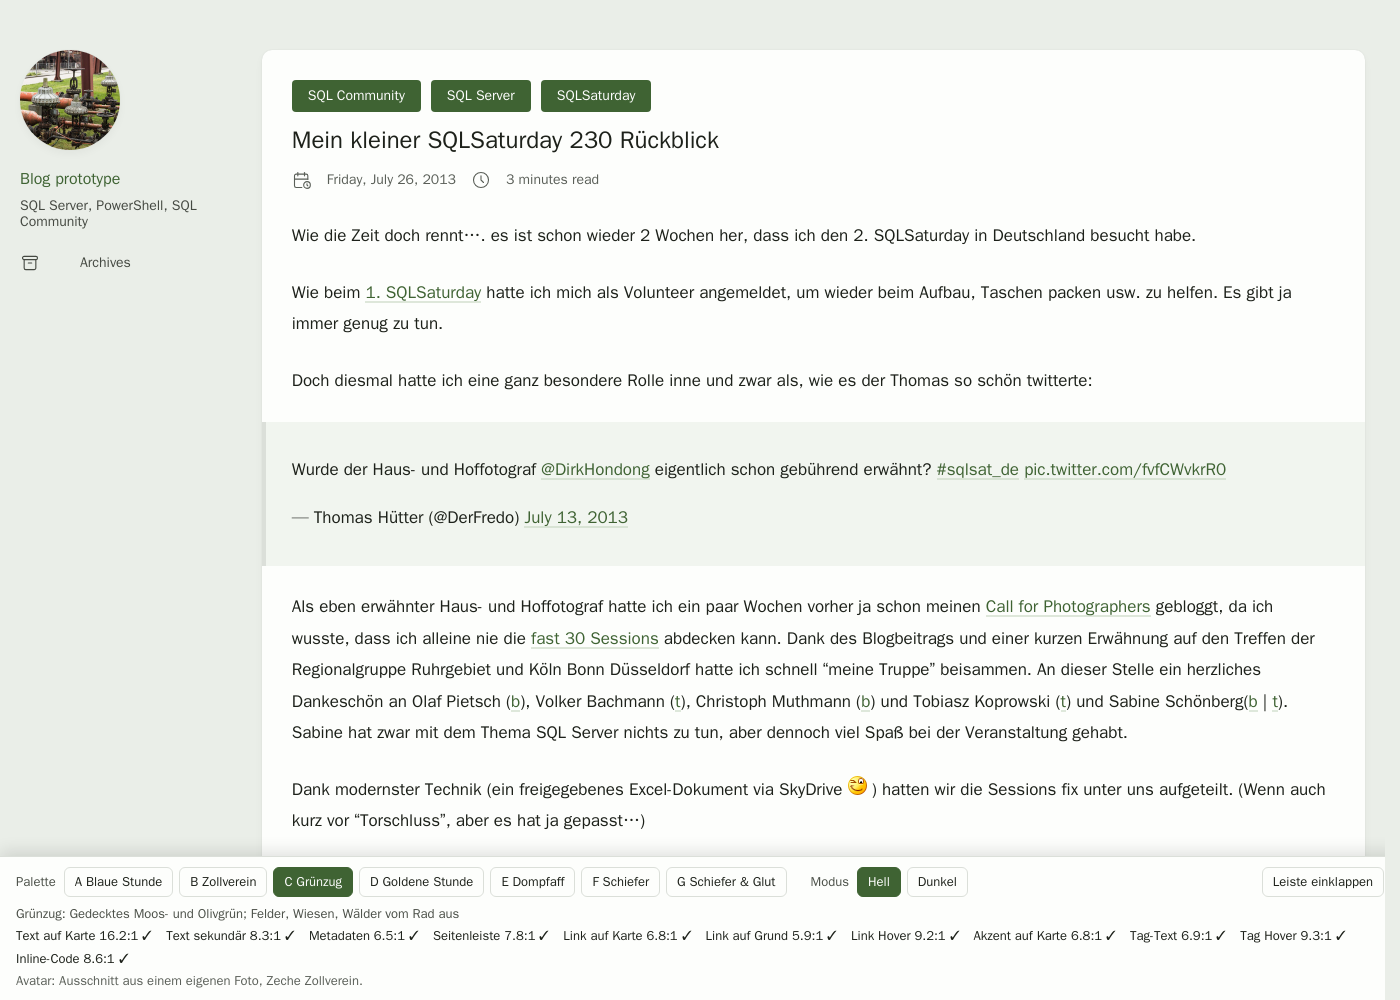 Blog prototype
SQL Server, PowerShell, SQL
Community
Archives
SQL Community
SQL Server
SQLSaturday
Mein kleiner SQLSaturday 230 Rückblick
Friday, July 26, 2013
3 minutes read
Wie die Zeit doch rennt…. es ist schon wieder 2 Wochen her, dass ich den 2. SQLSaturday in Deutschland besucht habe.
Wie beim 1. SQLSaturday hatte ich mich als Volunteer angemeldet, um wieder beim Aufbau, Taschen packen usw. zu helfen. Es gibt ja
immer genug zu tun.
Doch diesmal hatte ich eine ganz besondere Rolle inne und zwar als, wie es der Thomas so schön twitterte:
Wurde der Haus- und Hoffotograf @DirkHondong eigentlich schon gebührend erwähnt? #sqlsat_de pic.twitter.com/fvfCWvkrR0
— Thomas Hütter (@DerFredo) July 13, 2013
Als eben erwähnter Haus- und Hoffotograf hatte ich ein paar Wochen vorher ja schon meinen Call for Photographers gebloggt, da ich
wusste, dass ich alleine nie die fast 30 Sessions abdecken kann. Dank des Blogbeitrags und einer kurzen Erwähnung auf den Treffen der
Regionalgruppe Ruhrgebiet und Köln Bonn Düsseldorf hatte ich schnell “meine Truppe” beisammen. An dieser Stelle ein herzliches
Dankeschön an Olaf Pietsch (b), Volker Bachmann (t), Christoph Muthmann (b) und Tobiasz Koprowski (t) und Sabine Schönberg(b | t).
Sabine hat zwar mit dem Thema SQL Server nichts zu tun, aber dennoch viel Spaß bei der Veranstaltung gehabt.
Dank modernster Technik (ein freigegebenes Excel-Dokument via SkyDrive 😉 ) hatten wir die Sessions fix unter uns aufgeteilt. (Wenn auch
kurz vor “Torschluss”, aber es hat ja gepasst…)
Palette A Blaue Stunde B Zollverein C Grünzug D Goldene Stunde E Dompfaff F Schiefer G Schiefer & Glut Modus Hell Dunkel Leiste einklappen
Grünzug: Gedecktes Moos- und Olivgrün; Felder, Wiesen, Wälder vom Rad aus
Text auf Karte 16.2:1 ✓ Text sekundär 8.3:1 ✓ Metadaten 6.5:1 ✓ Seitenleiste 7.8:1 ✓ Link auf Karte 6.8:1 ✓ Link auf Grund 5.9:1 ✓ Link Hover 9.2:1 ✓ Akzent auf Karte 6.8:1 ✓ Tag-Text 6.9:1 ✓ Tag Hover 9.3:1 ✓
Inline-Code 8.6:1 ✓
Avatar: Ausschnitt aus einem eigenen Foto, Zeche Zollverein.